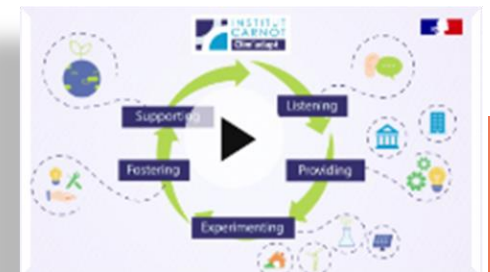 INSTITUT
CARNOT
Clim'adapt
Supporting
Listening
Fostering
Providing
Experimenting